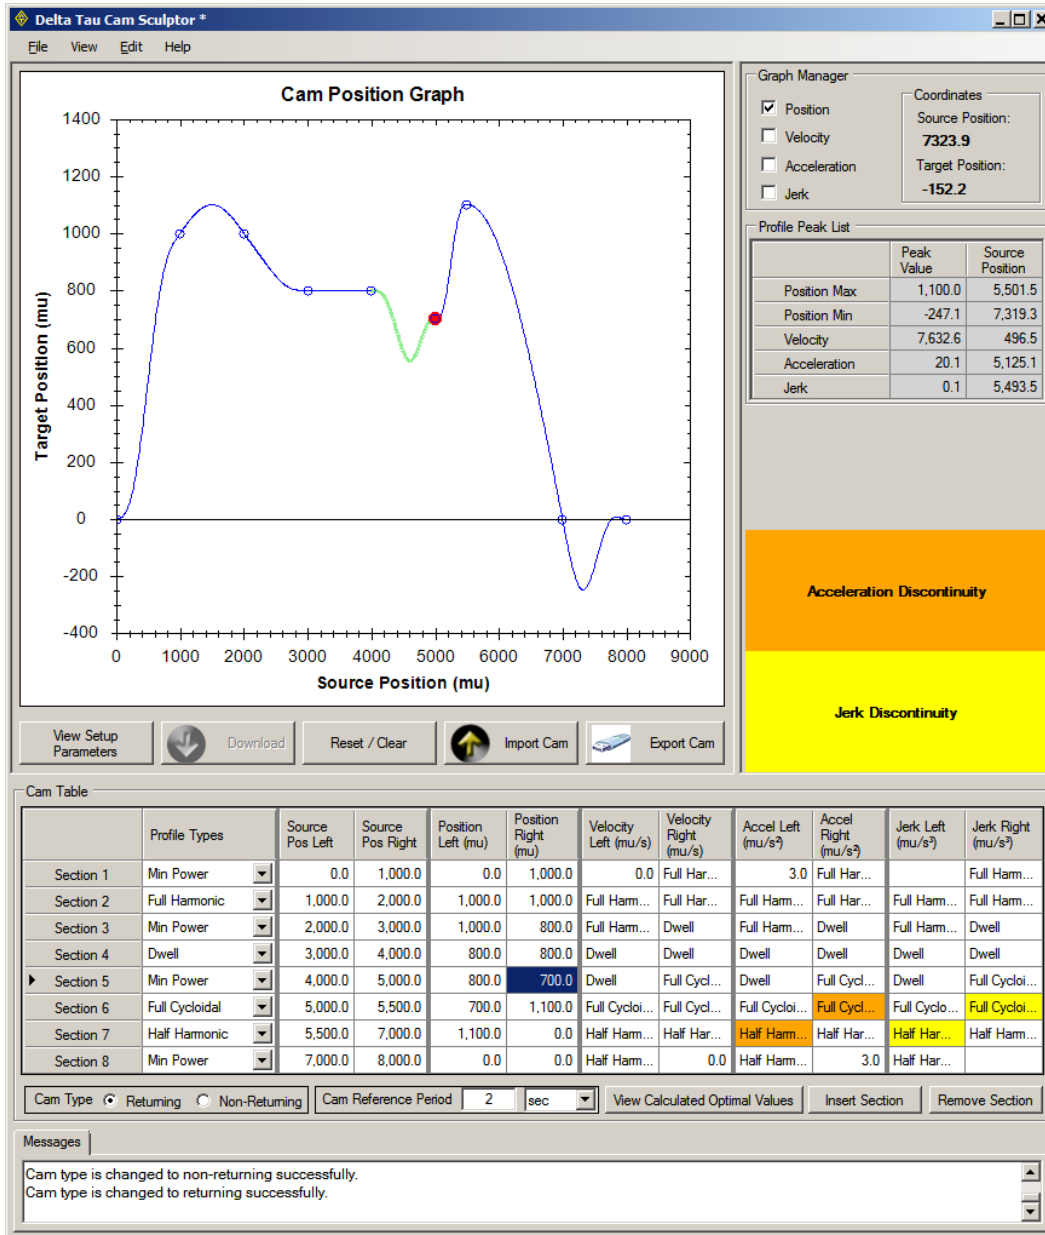 Delta Tau Cam Sculptor *
File View Edit Help
Cam Position Graph
1400
1200
1000
800
600
400
200
0
-200
-400
Target Position (mu)
0 1000 2000 3000 4000 5000 6000 7000 8000 9000
Source Position (mu)
Graph Manager
Position
Velocity
Acceleration
Jerk
Coordinates
Source Position:
7323.9
Target Position:
-152.2
Profile Peak List
Peak Value Source Position
Position Max 1,100.0 5,501.5
Position Min -247.1 7,319.3
Velocity 7,632.6 496.5
Acceleration 20.1 5,125.1
Jerk 0.1 5,493.5
Acceleration Discontinuity
Jerk Discontinuity
View Setup Parameters Download Reset / Clear Import Cam Export Cam
Cam Table
Profile Types Source Pos Left Source Pos Right Position Left (mu) Position Right (mu) Velocity Left (mu/s) Velocity Right (mu/s) Accel Left (mu/s²) Accel Right (mu/s²) Jerk Left (mu/s³) Jerk Right (mu/s³)
Section 1 Min Power 0.0 1,000.0 0.0 1,000.0 0.0 Full Har... 3.0 Full Har... Full Harm...
Section 2 Full Harmonic 1,000.0 2,000.0 1,000.0 1,000.0 Full Harm... Full Har... Full Harm... Full Har... Full Harm... Full Harm...
Section 3 Min Power 2,000.0 3,000.0 1,000.0 800.0 Full Harm... Dwell Full Harm... Dwell Full Harm... Dwell
Section 4 Dwell 3,000.0 4,000.0 800.0 800.0 Dwell Dwell Dwell Dwell Dwell Dwell
Section 5 Min Power 4,000.0 5,000.0 800.0 700.0 Dwell Full Cycl... Dwell Full Cycl... Dwell Full Cycloi...
Section 6 Full Cycloidal 5,000.0 5,500.0 700.0 1,100.0 Full Cycloi... Full Cycl... Full Cycloi... Full Cycl... Full Cyclo... Full Cycloi...
Section 7 Half Harmonic 5,500.0 7,000.0 1,100.0 0.0 Half Harm... Half Har... Half Harm... Half Har... Half Har... Half Harm...
Section 8 Min Power 7,000.0 8,000.0 0.0 0.0 Half Harm... 0.0 Half Harm... 3.0 Half Har...
Cam Type Returning Non-Returning Cam Reference Period 2 sec View Calculated Optimal Values Insert Section Remove Section
Messages
Cam type is changed to non-returning successfully.
Cam type is changed to returning successfully.